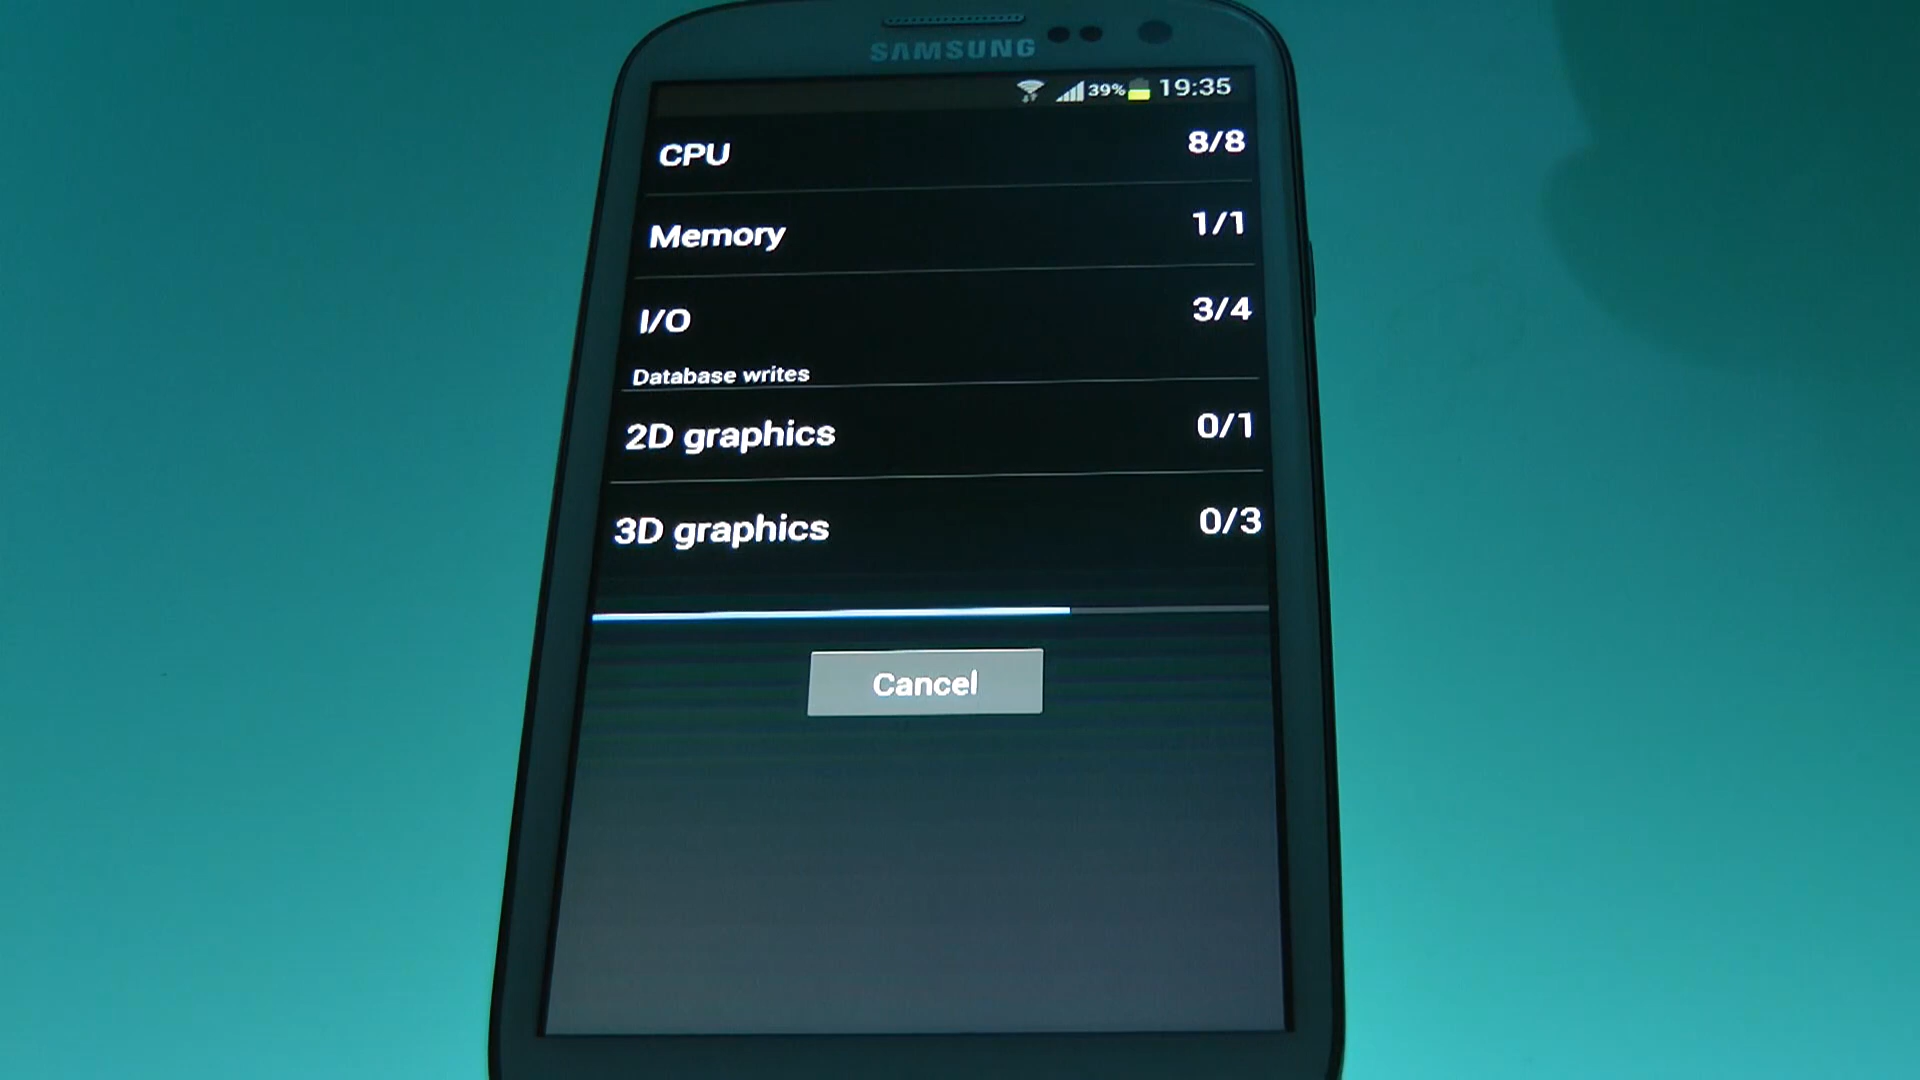 SAMSUNG
39% 19:35
CPU 8/8
Memory 1/1
I/O 3/4
Database writes
2D graphics 0/1
3D graphics 0/3
Cancel